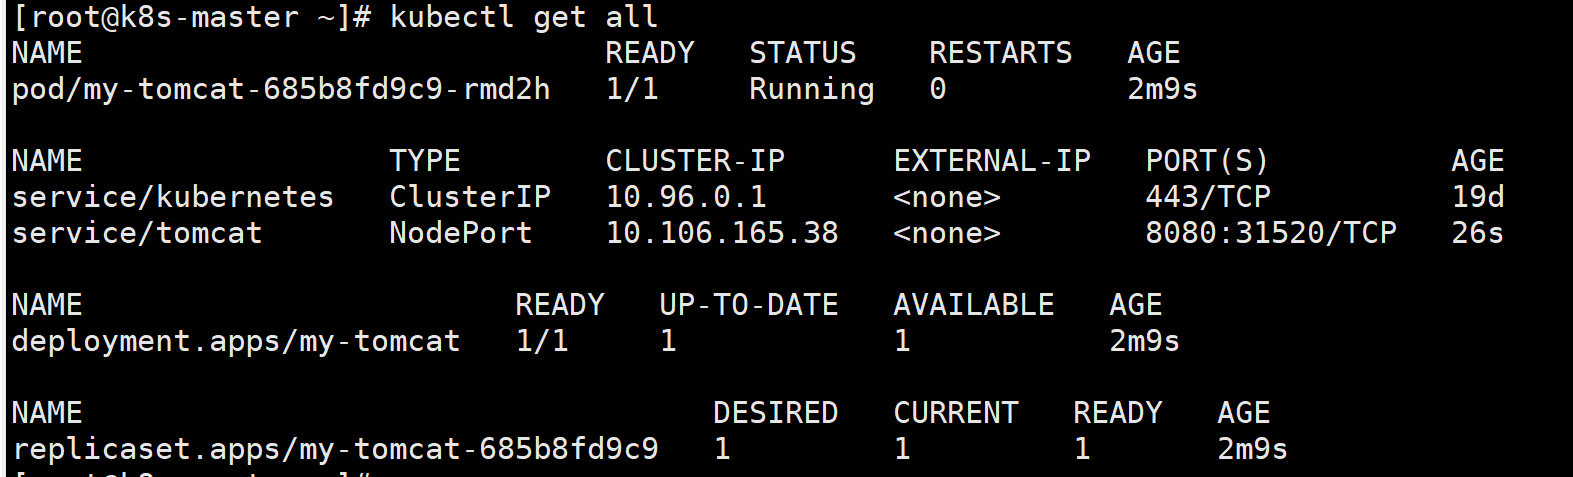 [root@k8s-master ~]# kubectl get all
NAME READY STATUS RESTARTS AGE
pod/my-tomcat-685b8fd9c9-rmd2h 1/1 Running 0 2m9s
NAME TYPE CLUSTER-IP EXTERNAL-IP PORT(S) AGE
service/kubernetes ClusterIP 10.96.0.1 <none> 443/TCP 19d
service/tomcat NodePort 10.106.165.38 <none> 8080:31520/TCP 26s
NAME READY UP-TO-DATE AVAILABLE AGE
deployment.apps/my-tomcat 1/1 1 1 2m9s
NAME DESIRED CURRENT READY AGE
replicaset.apps/my-tomcat-685b8fd9c9 1 1 1 2m9s